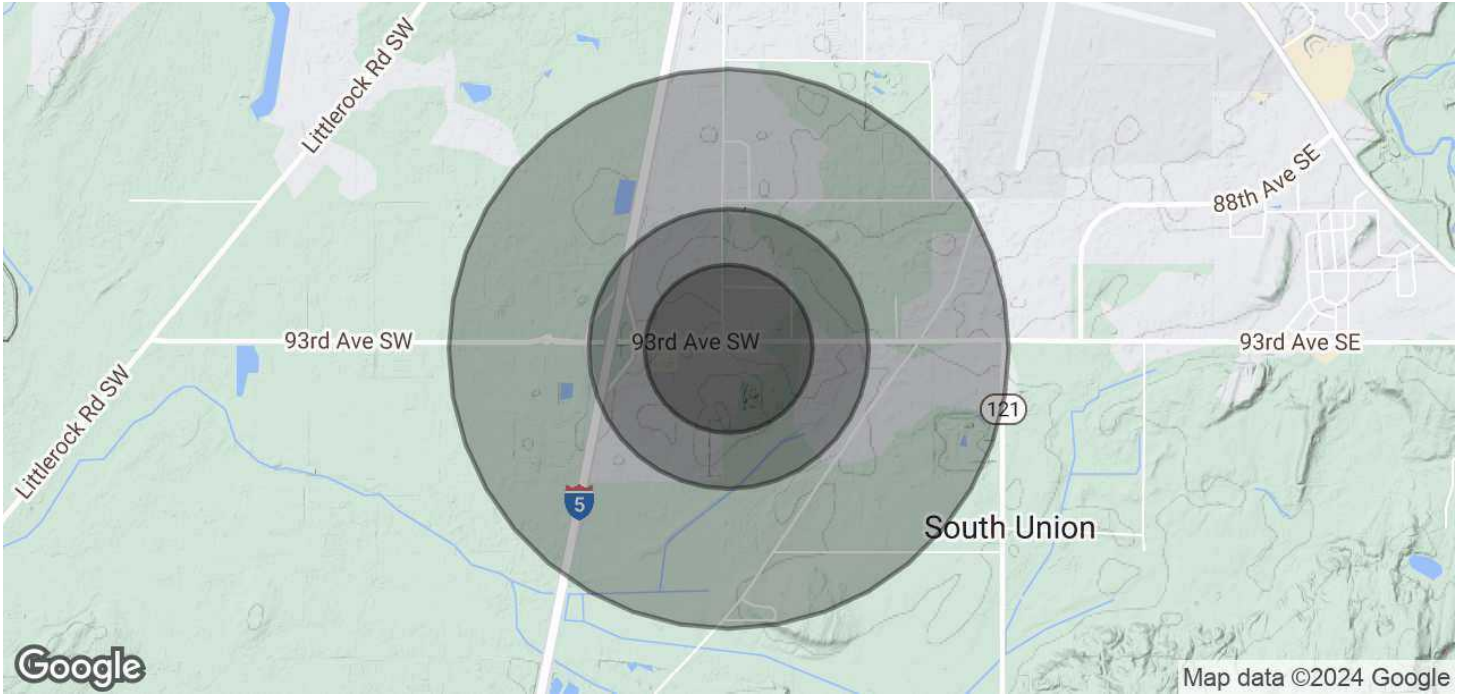 Littlerock Rd SW
88th Ave SE
93rd Ave SW
93rd Ave SW
93rd Ave SE
Littlerock Rd SW
121
5
South Union
Google
Map data ©2024 Google